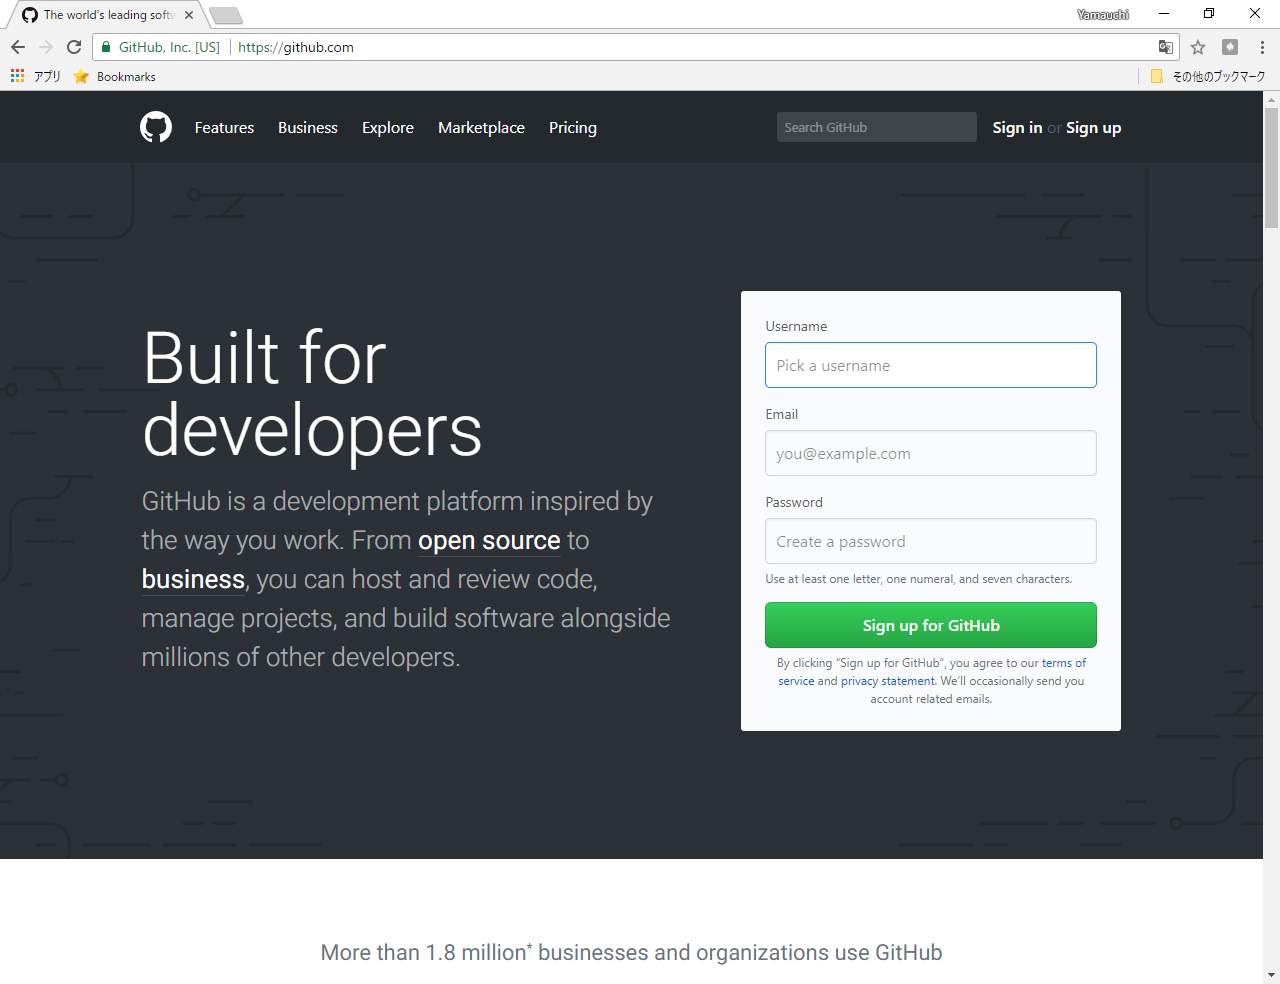 The world's leading softw
Yamauchi
GitHub, Inc. [US]
https://github.com
アプリ
Bookmarks
その他のブックマーク
Features
Business
Explore
Marketplace
Pricing
Search GitHub
Sign in or Sign up
Built for
developers
GitHub is a development platform inspired by
the way you work. From open source to
business, you can host and review code,
manage projects, and build software alongside
millions of other developers.
Username
Pick a username
Email
you@example.com
Password
Create a password
Use at least one letter, one numeral, and seven characters.
Sign up for GitHub
By clicking “Sign up for GitHub”, you agree to our terms of
service and privacy statement. We’ll occasionally send you
account related emails.
More than 1.8 million* businesses and organizations use GitHub